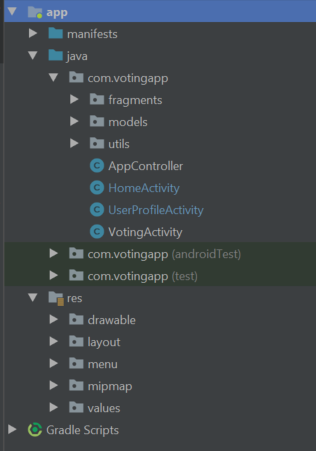 app
manifests
java
com.votingapp
fragments
models
utils
AppController
HomeActivity
UserProfileActivity
VotingActivity
com.votingapp (androidTest)
com.votingapp (test)
res
drawable
layout
menu
mipmap
values
Gradle Scripts